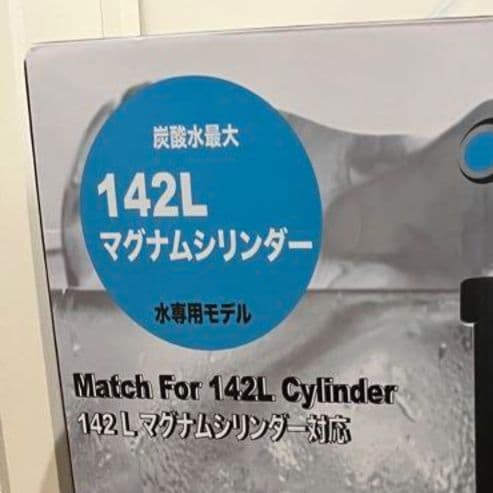 炭酸水最大
142L
マグナムシリンダー
水専用モデル
Match For 142L Cylinder
142Lマグナムシリンダー対応